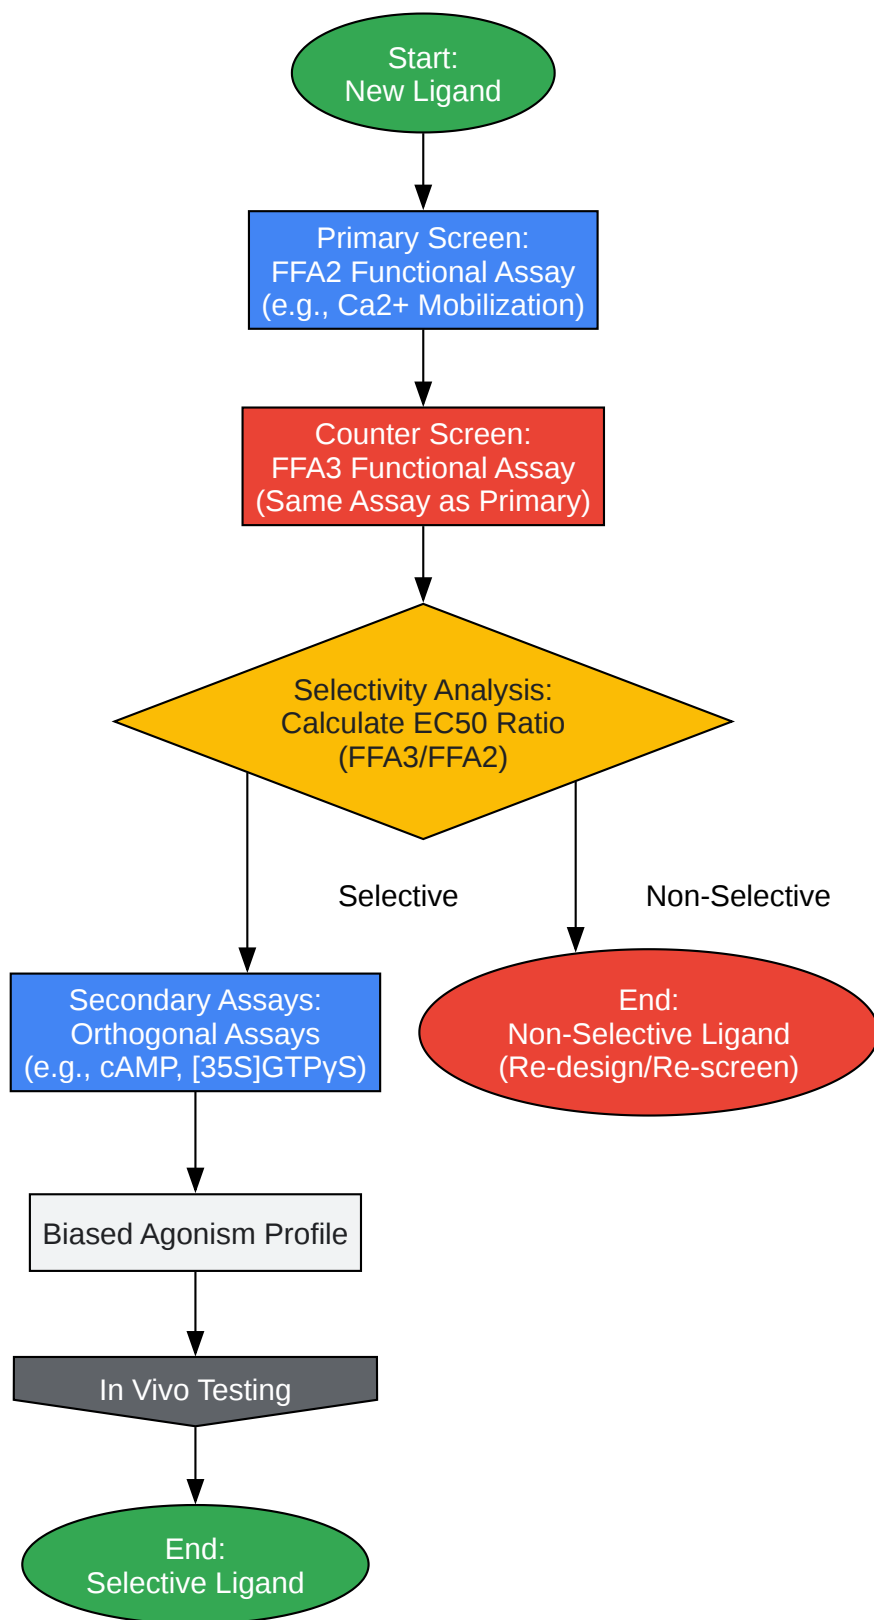 Start:
New Ligand
Primary Screen:
FFA2 Functional Assay
(e.g., Ca2+ Mobilization)
Counter Screen:
FFA3 Functional Assay
(Same Assay as Primary)
Selectivity Analysis:
Calculate EC50 Ratio
(FFA3/FFA2)
Selective
Non-Selective
Secondary Assays:
Orthogonal Assays
(e.g., cAMP, [35S]GTPγS)
End:
Non-Selective Ligand
(Re-design/Re-screen)
Biased Agonism Profile
In Vivo Testing
End:
Selective Ligand